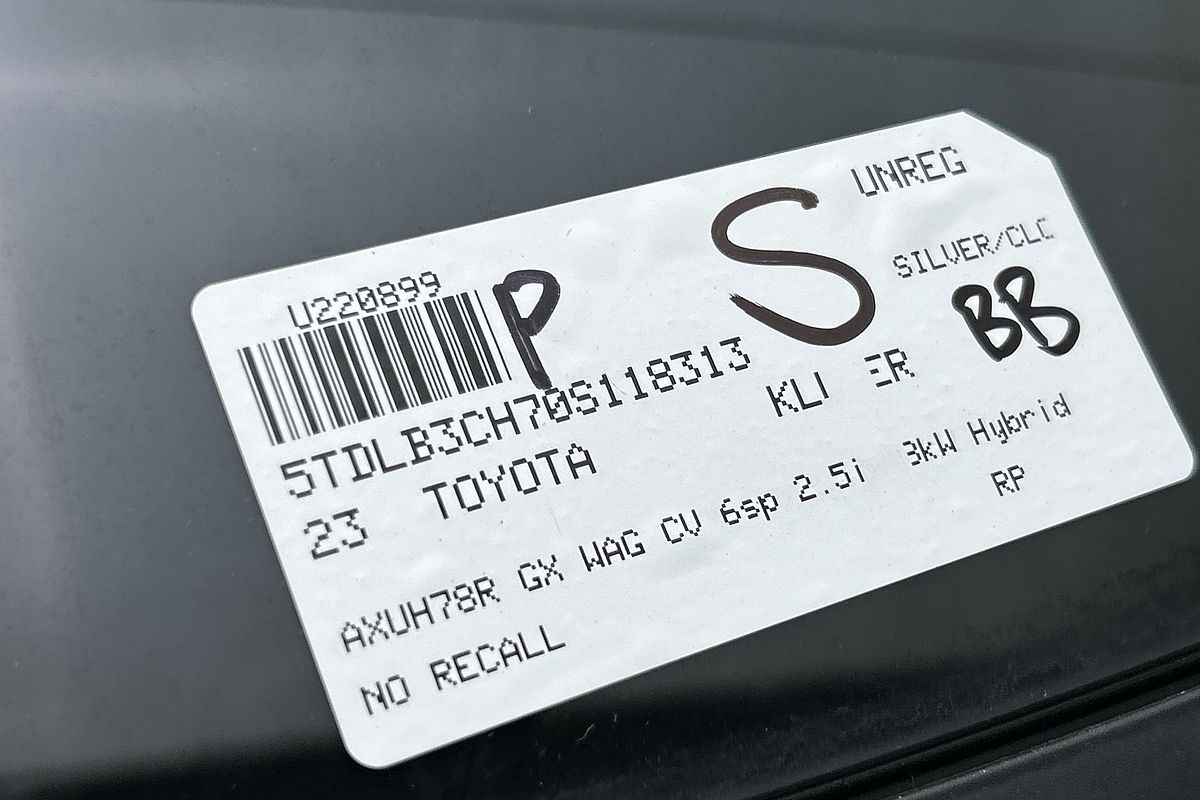 UNREG
S
U220899
SILVER/CLC
P
BB
5TDLB3CH70S118313
23 TOYOTA KLI ER
AXUH78R GX WAG CV 6sp 2.5i 3kW Hybrid
NO RECALL RP